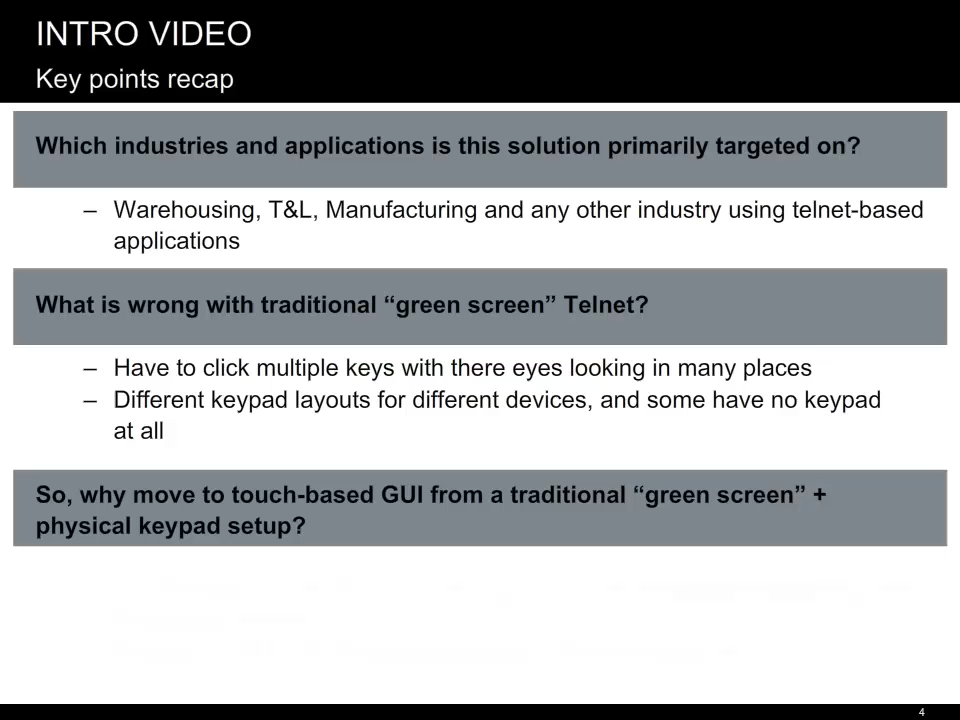 INTRO VIDEO
Key points recap
Which industries and applications is this solution primarily targeted on?
– Warehousing, T&L, Manufacturing and any other industry using telnet-based
applications
What is wrong with traditional “green screen” Telnet?
– Have to click multiple keys with there eyes looking in many places
– Different keypad layouts for different devices, and some have no keypad
at all
So, why move to touch-based GUI from a traditional “green screen” +
physical keypad setup?
4